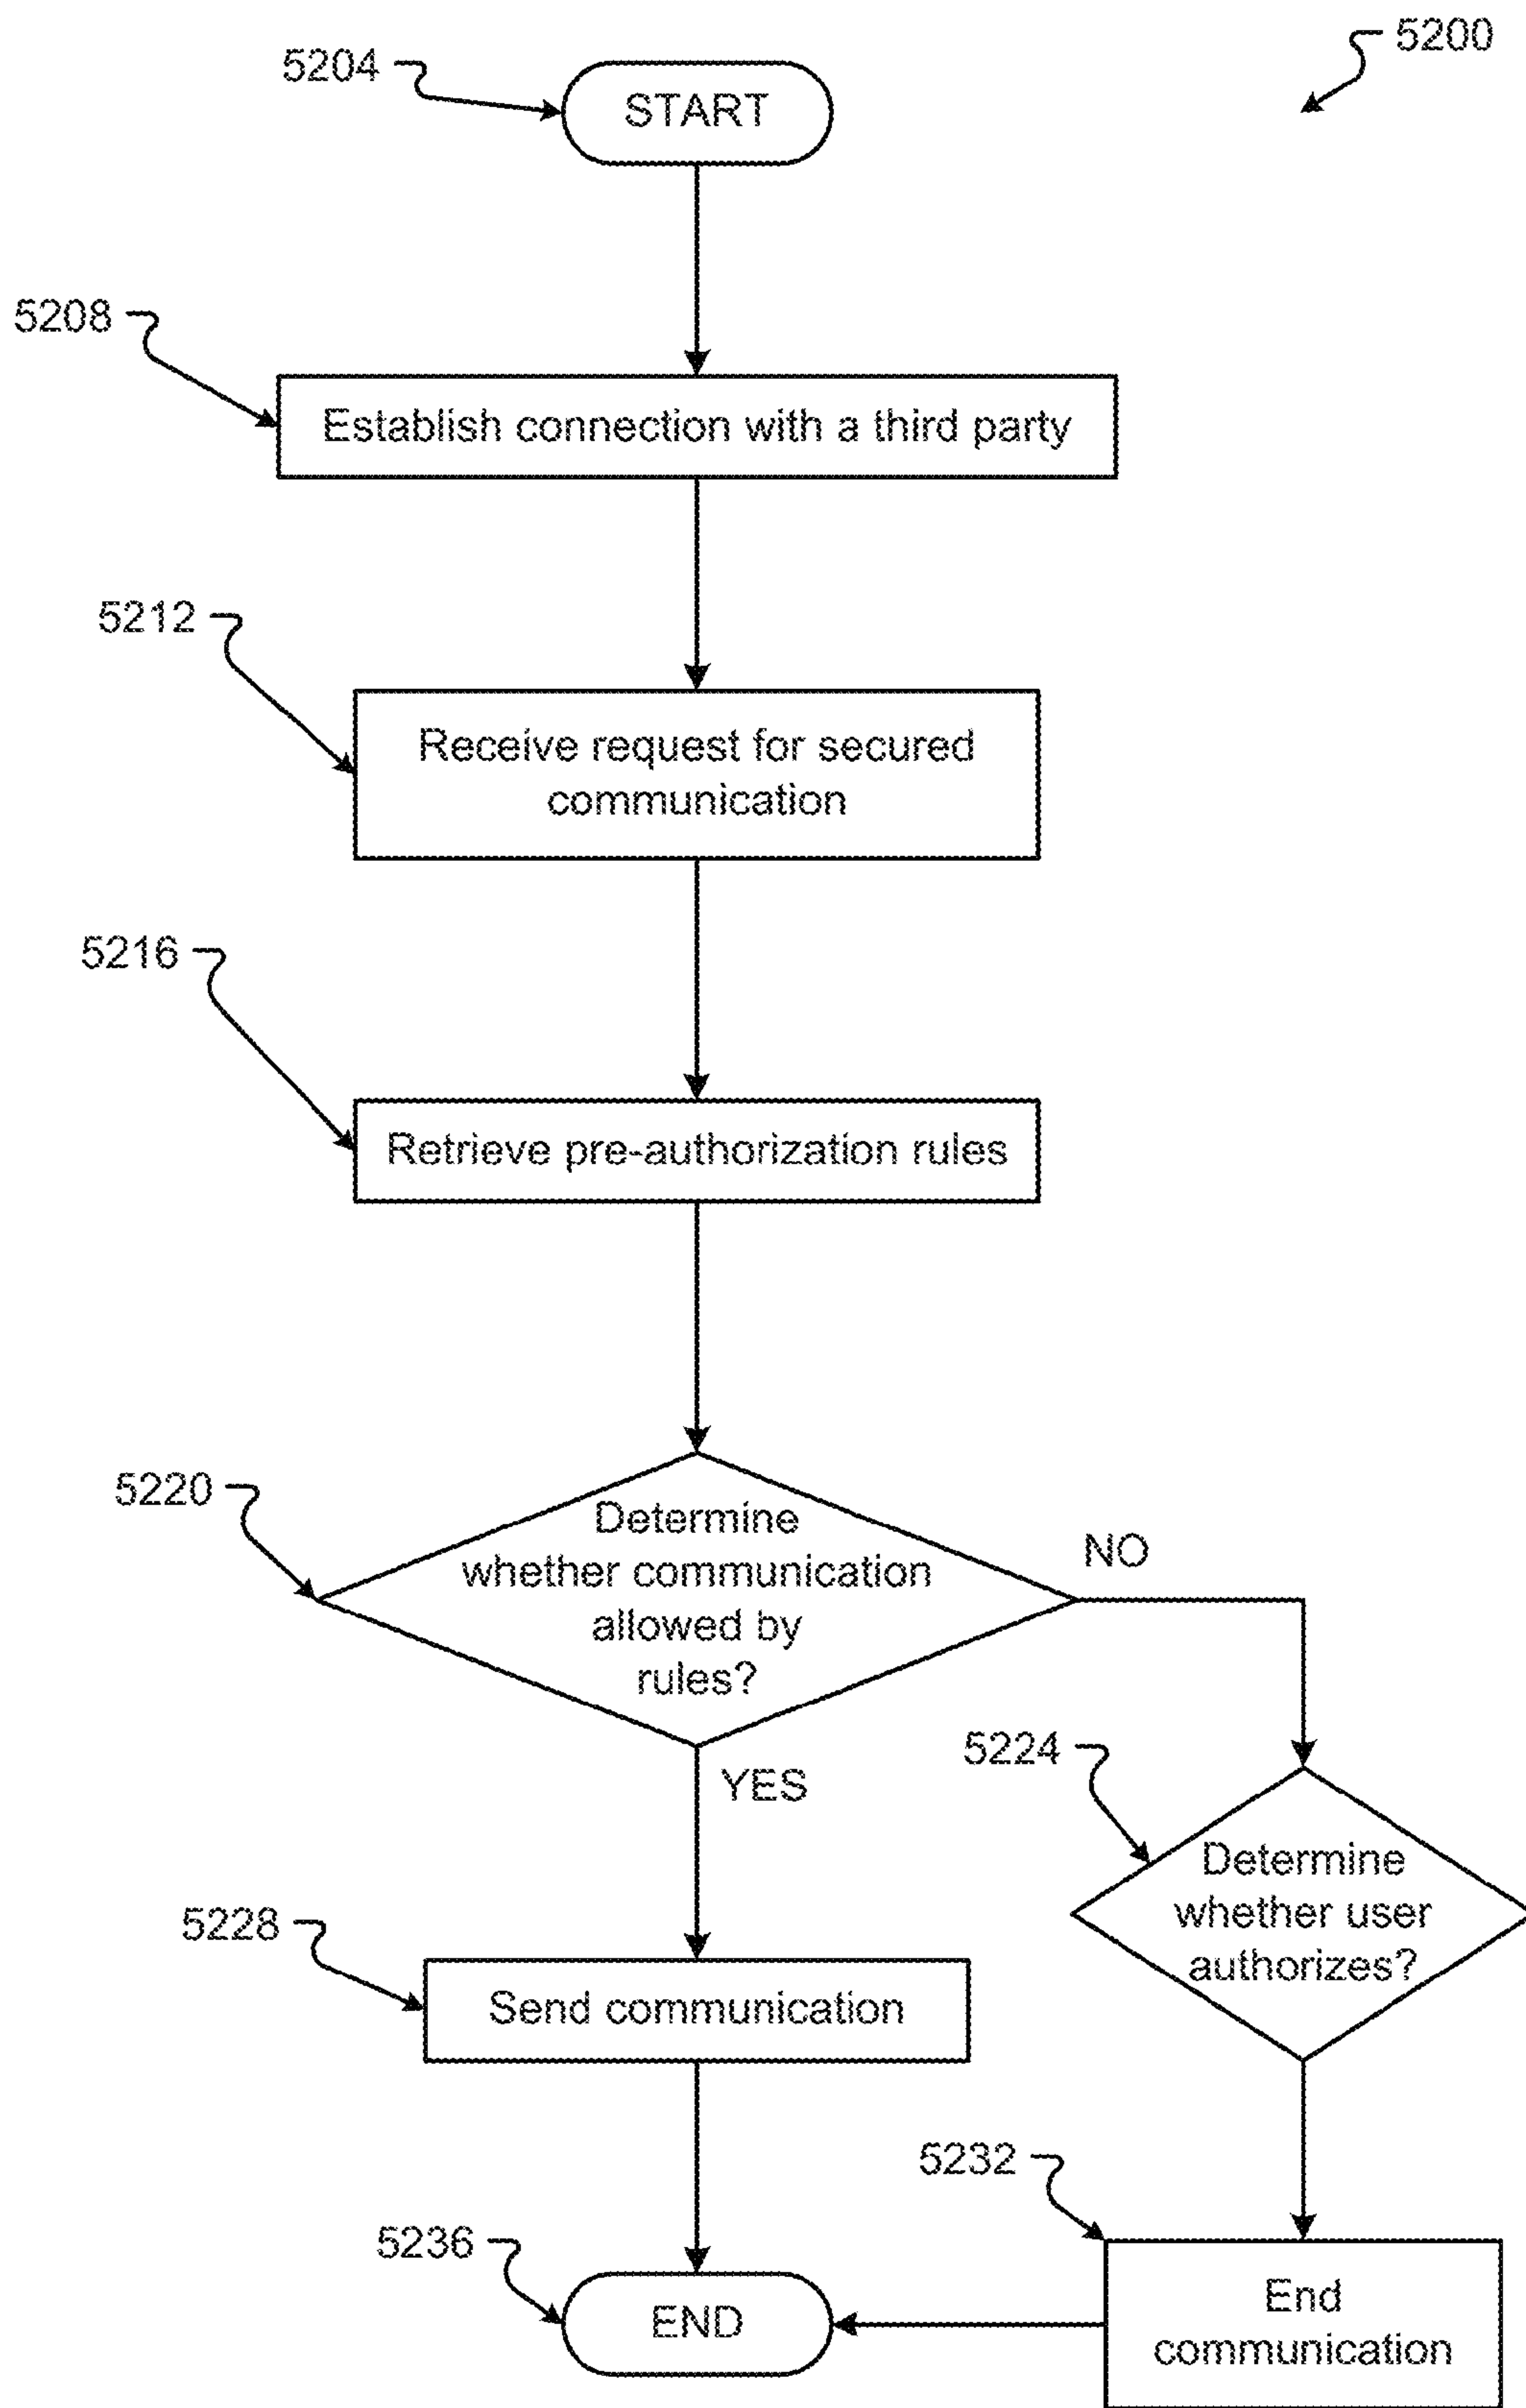 5200
5204
START
5208
Establish connection with a third party
5212
Receive request for secured
communication
5216
Retrieve pre-authorization rules
5220
Determine
whether communication
allowed by
rules?
NO
YES
5224
Determine
whether user
authorizes?
5228
Send communication
5232
End
communication
5236
END